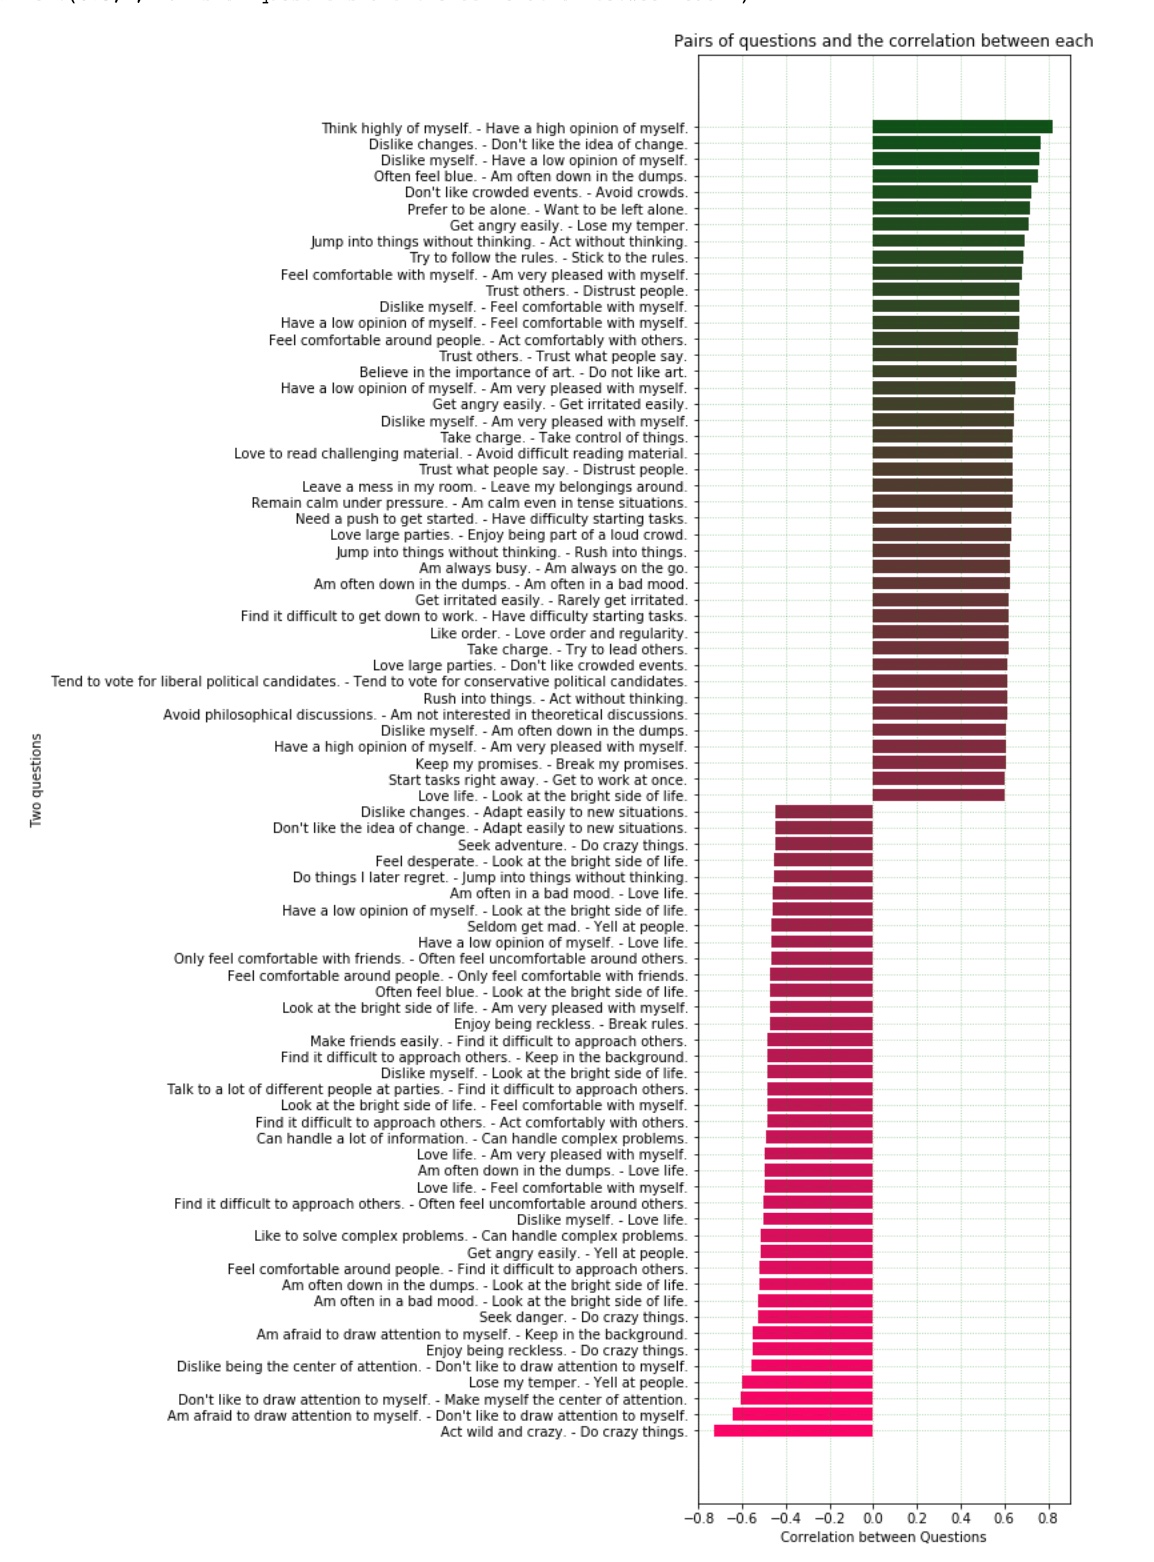 Pairs of questions and the correlation between each
Think highly of myself. - Have a high opinion of myself.
Dislike changes. - Don't like the idea of change.
Dislike myself. - Have a low opinion of myself.
Often feel blue. - Am often down in the dumps.
Don't like crowded events. - Avoid crowds.
Prefer to be alone. - Want to be left alone.
Get angry easily. - Lose my temper.
Jump into things without thinking. - Act without thinking.
Try to follow the rules. - Stick to the rules.
Feel comfortable with myself. - Am very pleased with myself.
Trust others. - Distrust people.
Dislike myself. - Feel comfortable with myself.
Have a low opinion of myself. - Feel comfortable with myself.
Feel comfortable around people. - Act comfortably with others.
Trust others. - Trust what people say.
Believe in the importance of art. - Do not like art.
Have a low opinion of myself. - Am very pleased with myself.
Get angry easily. - Get irritated easily.
Dislike myself. - Am very pleased with myself.
Take charge. - Take control of things.
Love to read challenging material. - Avoid difficult reading material.
Trust what people say. - Distrust people.
Leave a mess in my room. - Leave my belongings around.
Remain calm under pressure. - Am calm even in tense situations.
Need a push to get started. - Have difficulty starting tasks.
Love large parties. - Enjoy being part of a loud crowd.
Jump into things without thinking. - Rush into things.
Am always busy. - Am always on the go.
Am often down in the dumps. - Am often in a bad mood.
Get irritated easily. - Rarely get irritated.
Find it difficult to get down to work. - Have difficulty starting tasks.
Like order. - Love order and regularity.
Take charge. - Try to lead others.
Love large parties. - Don't like crowded events.
Tend to vote for liberal political candidates. - Tend to vote for conservative political candidates.
Rush into things. - Act without thinking.
Avoid philosophical discussions. - Am not interested in theoretical discussions.
Dislike myself. - Am often down in the dumps.
Have a high opinion of myself. - Am very pleased with myself.
Keep my promises. - Break my promises.
Start tasks right away. - Get to work at once.
Love life. - Look at the bright side of life.
Dislike changes. - Adapt easily to new situations.
Don't like the idea of change. - Adapt easily to new situations.
Seek adventure. - Do crazy things.
Feel desperate. - Look at the bright side of life.
Do things I later regret. - Jump into things without thinking.
Am often in a bad mood. - Love life.
Have a low opinion of myself. - Look at the bright side of life.
Seldom get mad. - Yell at people.
Have a low opinion of myself. - Love life.
Only feel comfortable with friends. - Often feel uncomfortable around others.
Feel comfortable around people. - Only feel comfortable with friends.
Often feel blue. - Look at the bright side of life.
Look at the bright side of life. - Am very pleased with myself.
Enjoy being reckless. - Break rules.
Make friends easily. - Find it difficult to approach others.
Find it difficult to approach others. - Keep in the background.
Dislike myself. - Look at the bright side of life.
Talk to a lot of different people at parties. - Find it difficult to approach others.
Look at the bright side of life. - Feel comfortable with myself.
Find it difficult to approach others. - Act comfortably with others.
Can handle a lot of information. - Can handle complex problems.
Love life. - Am very pleased with myself.
Am often down in the dumps. - Love life.
Love life. - Feel comfortable with myself.
Find it difficult to approach others. - Often feel uncomfortable around others.
Dislike myself. - Love life.
Like to solve complex problems. - Can handle complex problems.
Get angry easily. - Yell at people.
Feel comfortable around people. - Find it difficult to approach others.
Am often down in the dumps. - Look at the bright side of life.
Am often in a bad mood. - Look at the bright side of life.
Seek danger. - Do crazy things.
Am afraid to draw attention to myself. - Keep in the background.
Enjoy being reckless. - Do crazy things.
Dislike being the center of attention. - Don't like to draw attention to myself.
Lose my temper. - Yell at people.
Don't like to draw attention to myself. - Make myself the center of attention.
Am afraid to draw attention to myself. - Don't like to draw attention to myself.
Act wild and crazy. - Do crazy things.
Two questions
−0.8 −0.6 −0.4 −0.2 0.0 0.2 0.4 0.6 0.8
Correlation between Questions